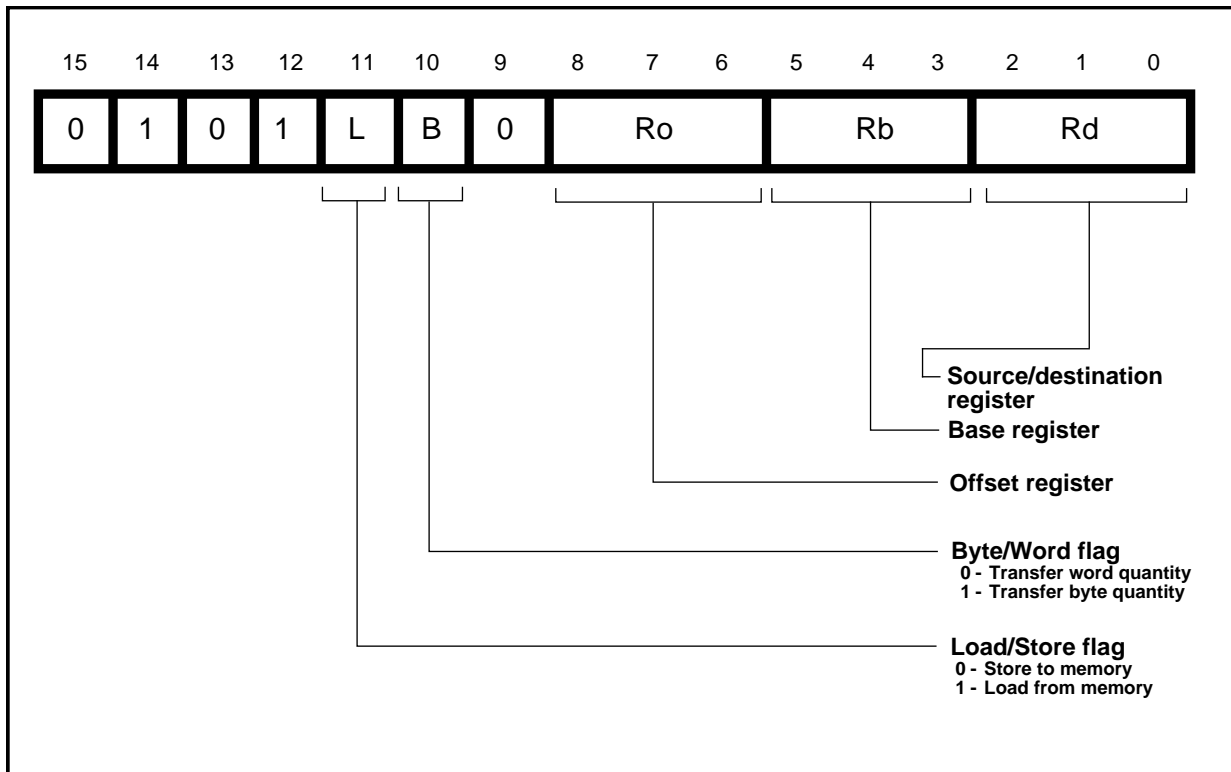 15 14 13 12 11 10 9 8 7 6 5 4 3 2 1 0
0 1 0 1 L B 0 Ro Rb Rd
Source/destination
register
Base register
Offset register
Byte/Word flag
0 - Transfer word quantity
1 - Transfer byte quantity
Load/Store flag
0 - Store to memory
1 - Load from memory